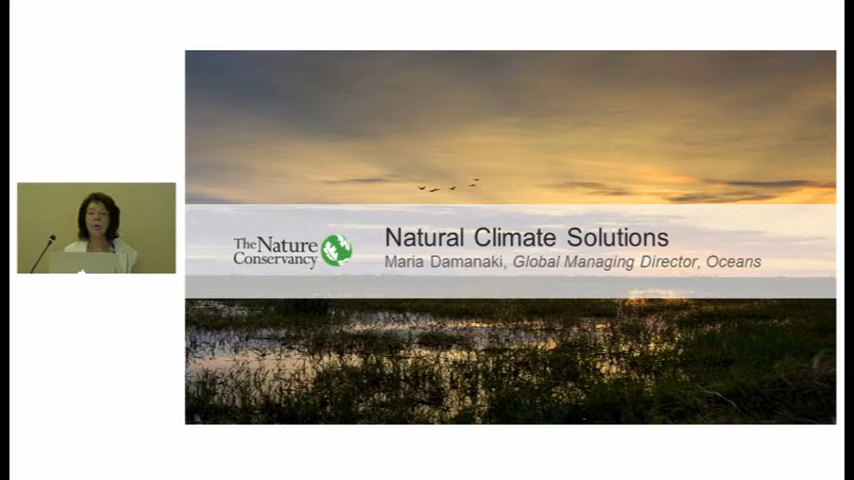 The Nature
Conservancy
Natural Climate Solutions
Maria Damanaki, Global Managing Director, Oceans